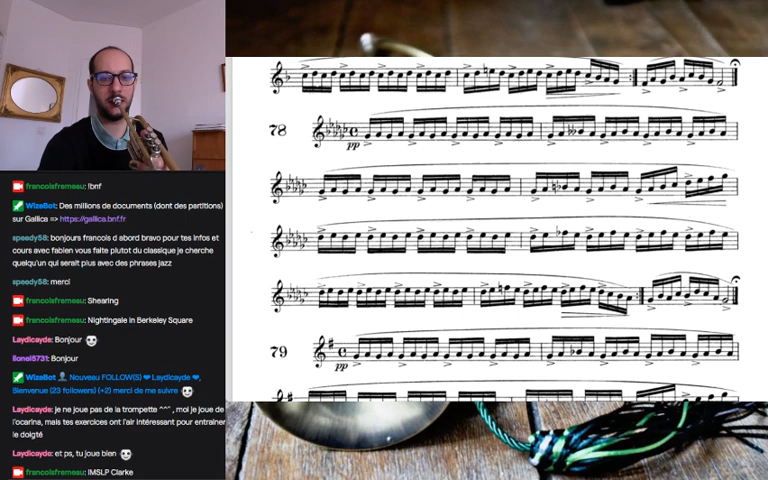 francoisfremeau: !bnf
WizeBot: Des millions de documents (dont des partitions)
sur Gallica => https://gallica.bnf.fr
speedy58: bonjours francois d abord bravo pour tes infos et
cours avec fabien vous faite plutot du classique je cherche
quelqu'un qui serait plus avec des phrases jazz
speedy58: merci
francoisfremeau: Shearing
francoisfremeau: Nightingale in Berkeley Square
Laydicayde: Bonjour
lionel5731: Bonjour
WizeBot: Nouveau FOLLOW(S) Laydicayde,
Bienvenue (23 followers) (+2) merci de me suivre
Laydicayde: je ne joue pas de la trompette ^^", moi je joue de
l'ocarina, mais tes exercices ont l'air intéressant pour entrainer
le doigté
Laydicayde: et ps, tu joue bien
francoisfremeau: IMSLP Clarke
78
pp
79
pp